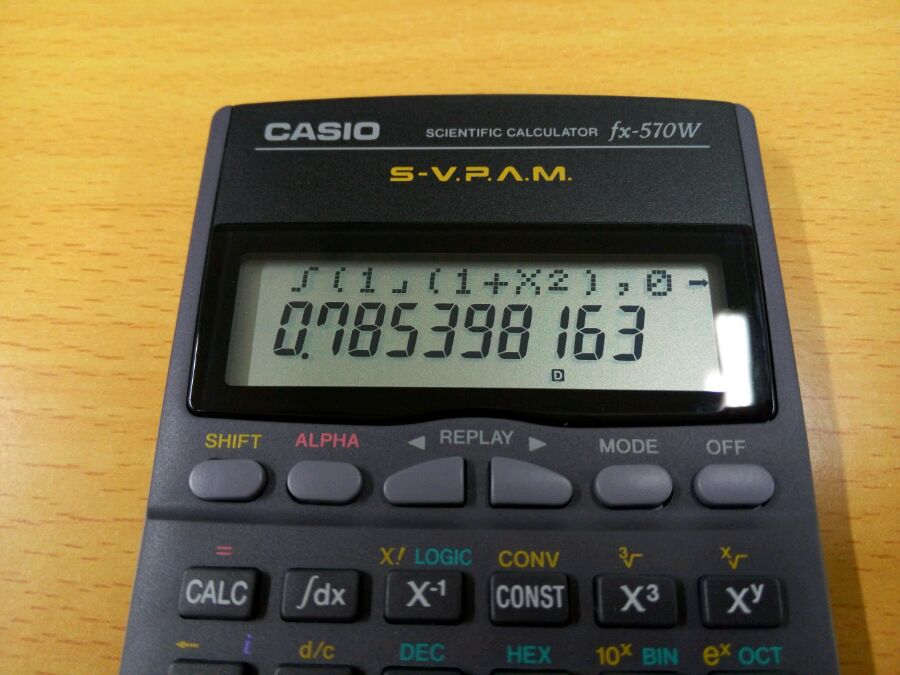 CASIO SCIENTIFIC CALCULATOR fx-570W
S-V.P.A.M.
∫(1⌟(1+X2),0→
0.785398163
D
SHIFT ALPHA ◀ REPLAY ▶ MODE OFF
= X! LOGIC CONV ³√ ˣ√
CALC ∫dx X⁻¹ CONST X³ Xʸ
← i d/c DEC HEX 10ˣ BIN eˣ OCT